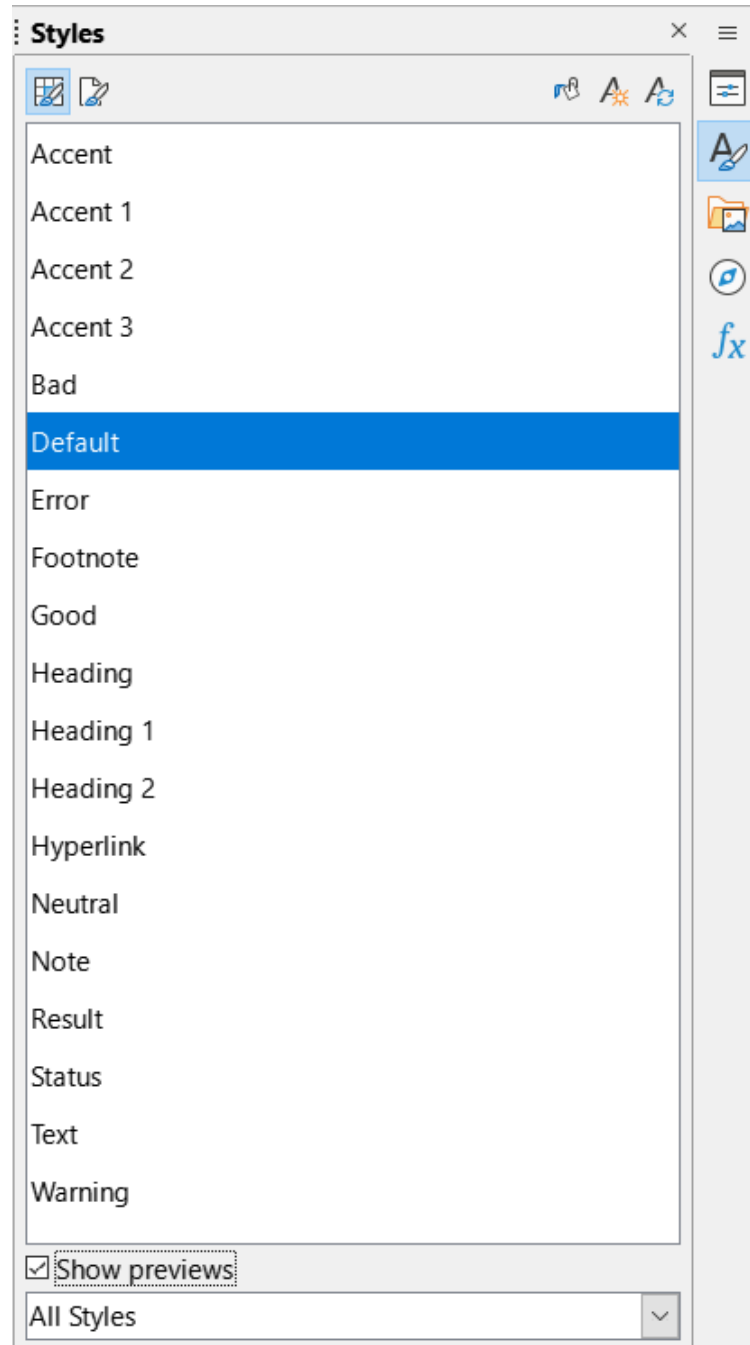 Styles
Accent
Accent 1
Accent 2
Accent 3
Bad
Default
Error
Footnote
Good
Heading
Heading 1
Heading 2
Hyperlink
Neutral
Note
Result
Status
Text
Warning
Show previews
All Styles